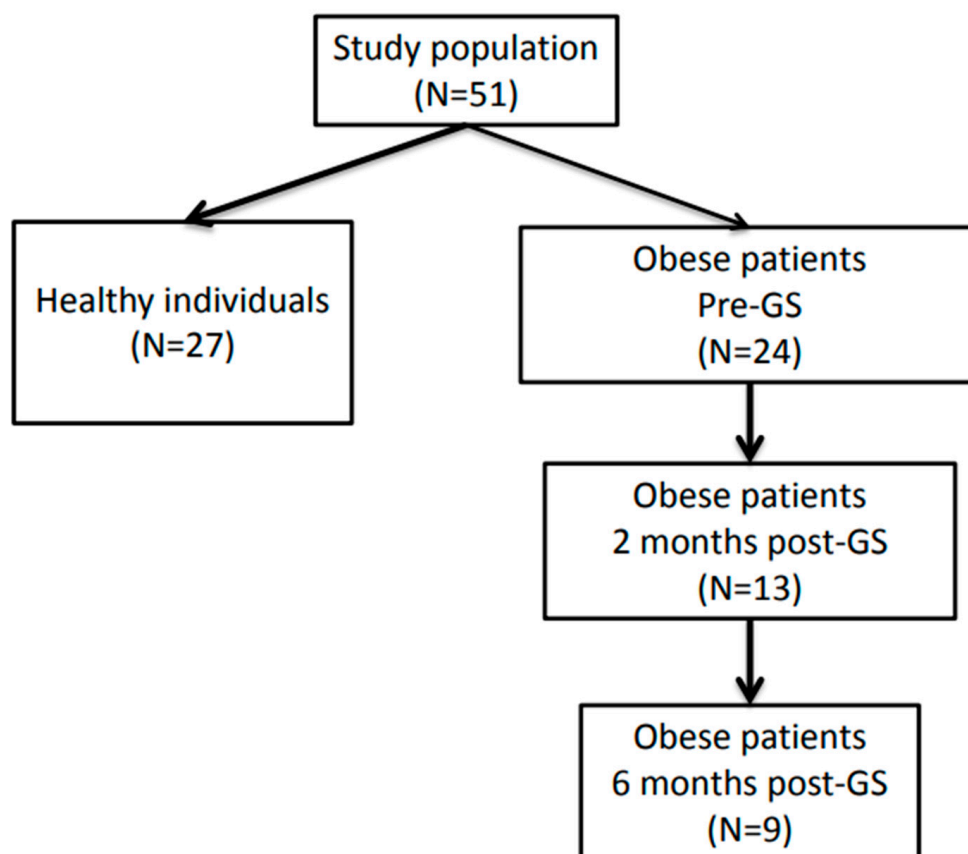 Study population
(N=51)
Healthy individuals
(N=27)
Obese patients
Pre-GS
(N=24)
Obese patients
2 months post-GS
(N=13)
Obese patients
6 months post-GS
(N=9)